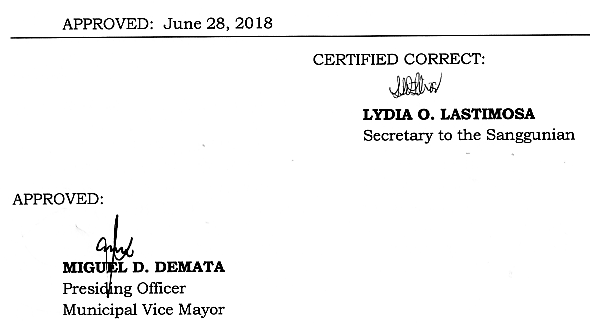 APPROVED: June 28, 2018
CERTIFIED CORRECT:
LYDIA O. LASTIMOSA
Secretary to the Sanggunian
APPROVED:
MIGUEL D. DEMATA
Presiding Officer
Municipal Vice Mayor